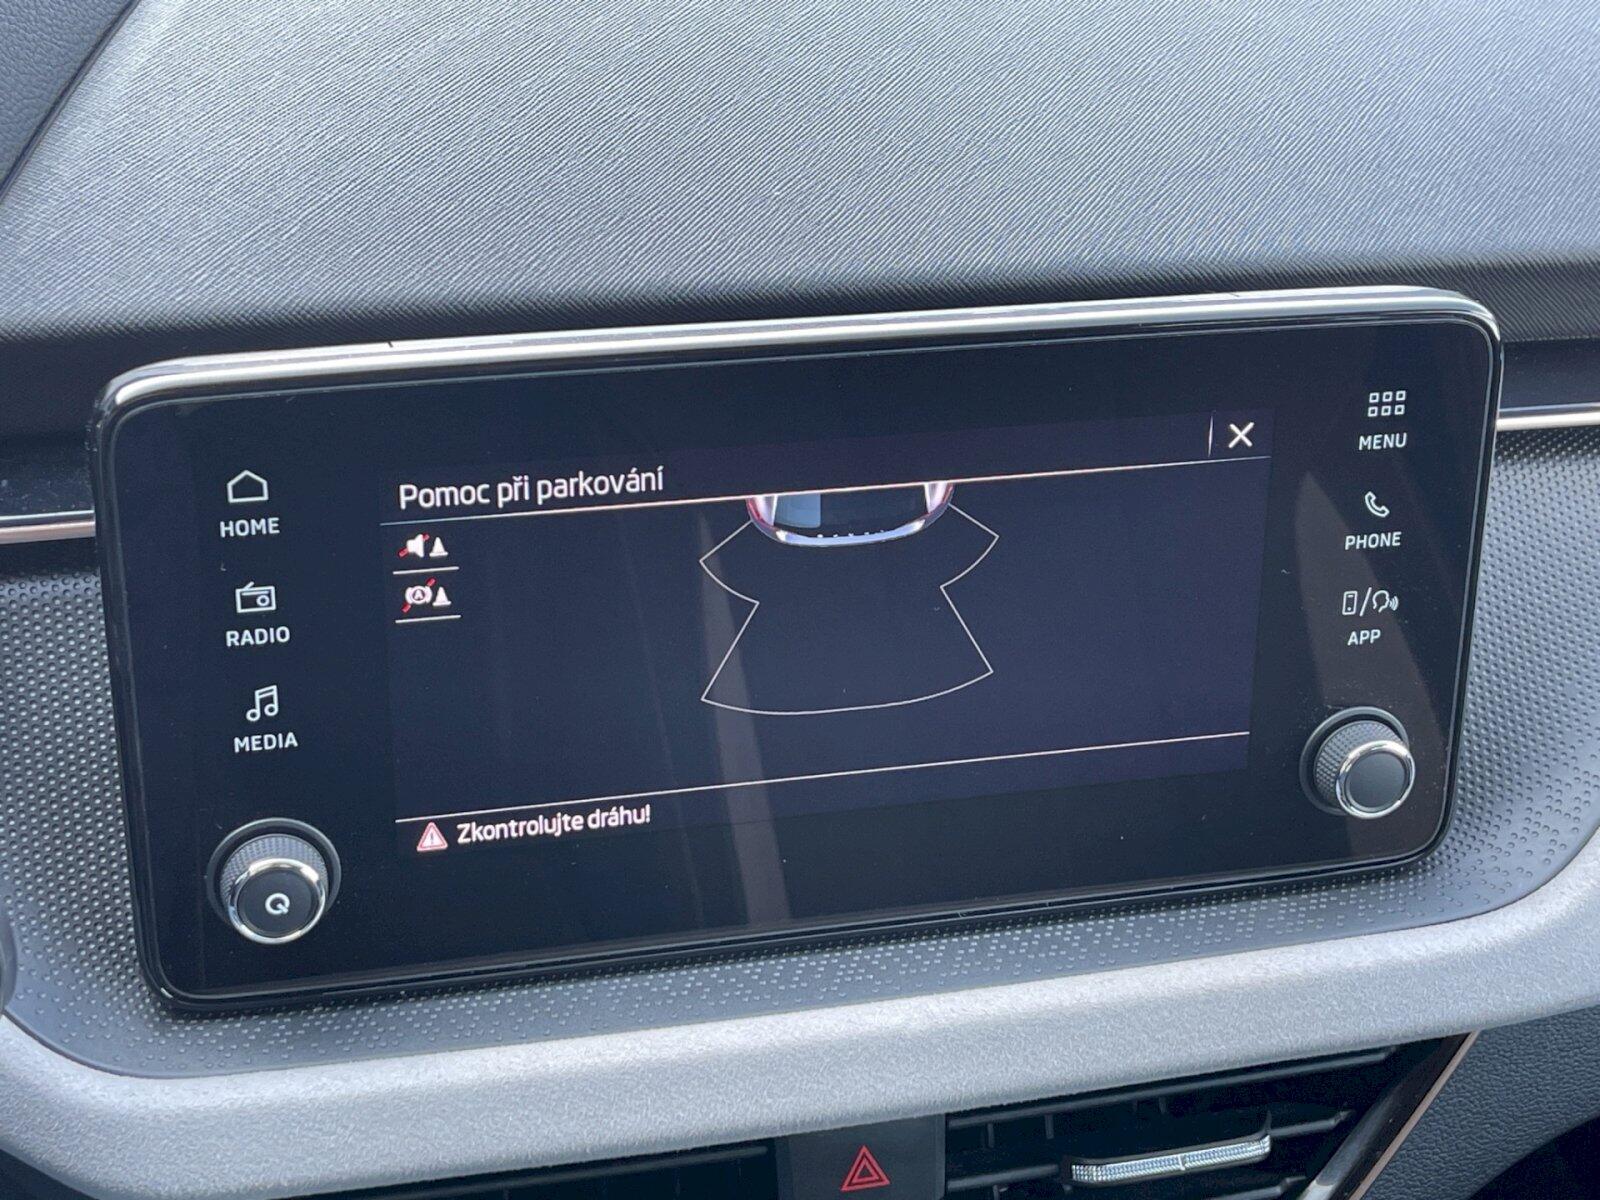 Pomoc při parkování
HOME
RADIO
MEDIA
MENU
PHONE
APP
Zkontrolujte dráhu!